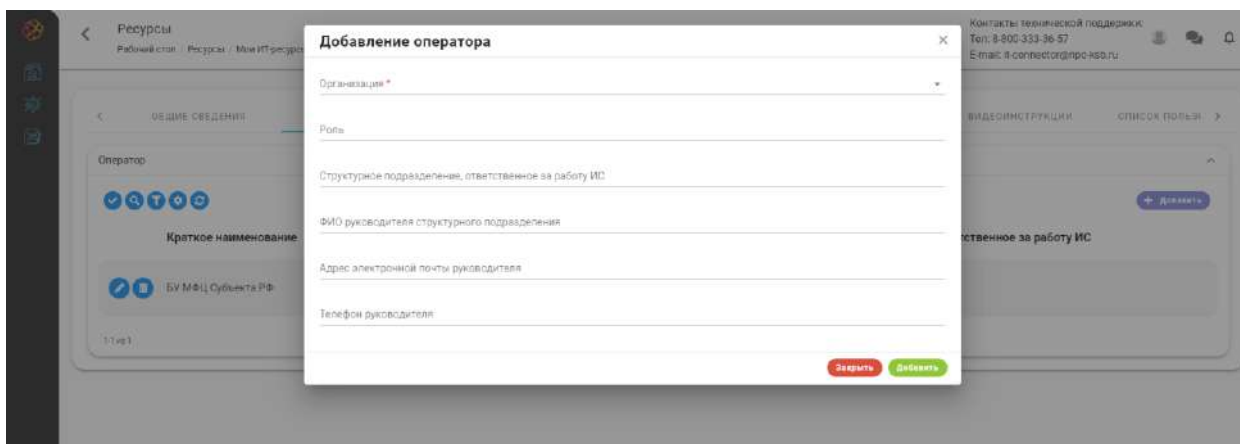 Ресурсы
Рабочий стол / Ресурсы / Мои ИТ-ресурс
Контакты технической поддержки:
Тел: 8-800-333-36-57
E-mail: it-connector@npc-ksb.ru
Добавление оператора ×
Организация *
Роль
Структурное подразделение, ответственное за работу ИС
ФИО руководителя структурного подразделения
Адрес электронной почты руководителя
Телефон руководителя
Закрыть Добавить
ОБЩИЕ СВЕДЕНИЯ
ВИДЕОИНСТРУКЦИИ СПИСОК ПОЛЬЗ
Оператор
+ Добавить
Краткое наименование
тственное за работу ИС
БУ МФЦ Субъекта РФ
1-1 из 1